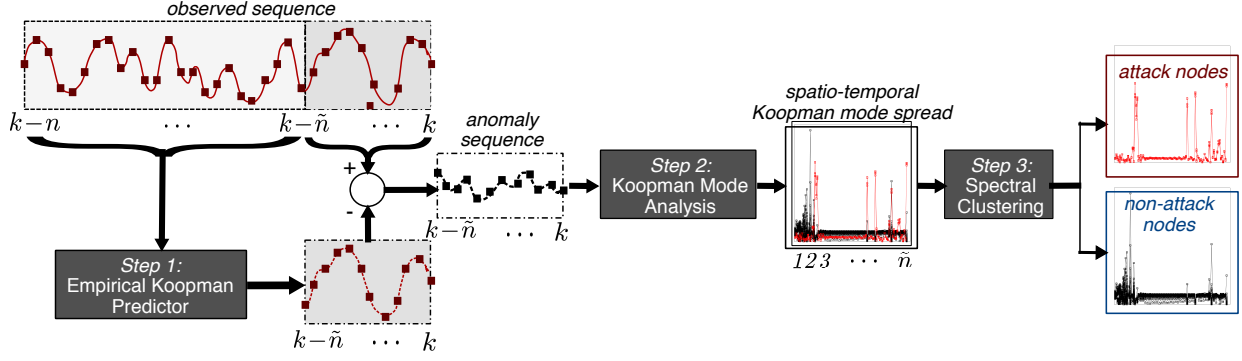 observed sequence
k−n ⋯ k−ñ ⋯ k
+
-
anomaly
sequence
k−ñ ⋯ k
Step 1:
Empirical Koopman
Predictor
k−ñ ⋯ k
Step 2:
Koopman Mode
Analysis
spatio-temporal
Koopman mode spread
1 2 3 ⋯ ñ
Step 3:
Spectral
Clustering
attack nodes
non-attack
nodes